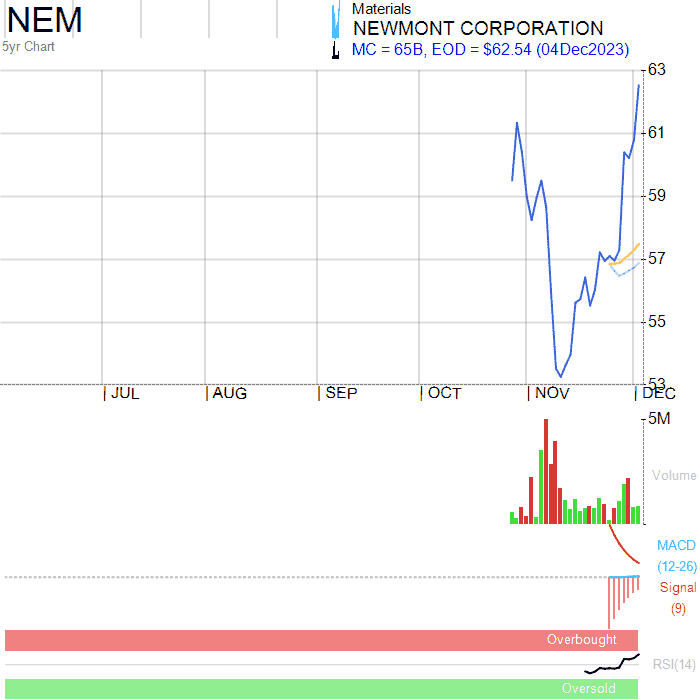 NEM
5yr Chart
Materials
NEWMONT CORPORATION
MC = 65B, EOD = $62.54 (04Dec2023)
63
61
59
57
55
53
| JUL | AUG | SEP | OCT | NOV | DEC
5M
Volume
MACD
(12-26)
Signal
(9)
Overbought
RSI(14)
Oversold